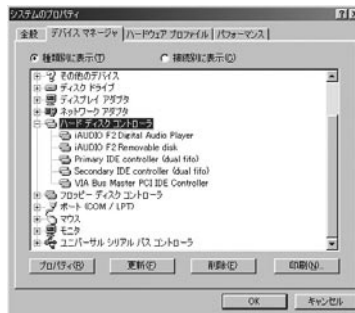 システムのプロパティ
全般 デバイス マネージャ ハードウェア プロファイル パフォーマンス
種類別に表示(T) 接続別に表示(C)
その他のデバイス
ディスク ドライブ
ディスプレイ アダプタ
ネットワーク アダプタ
ハード ディスク コントローラ
iAUDIO F2 Digital Audio Player
iAUDIO F2 Removable disk
Primary IDE controller (dual fifo)
Secondary IDE controller (dual fifo)
VIA Bus Master PCI IDE Controller
フロッピー ディスク コントローラ
ポート (COM / LPT)
マウス
モニタ
ユニバーサル シリアル バス コントローラ
プロパティ(R) 更新(F) 削除(E) 印刷(N)...
OK キャンセル